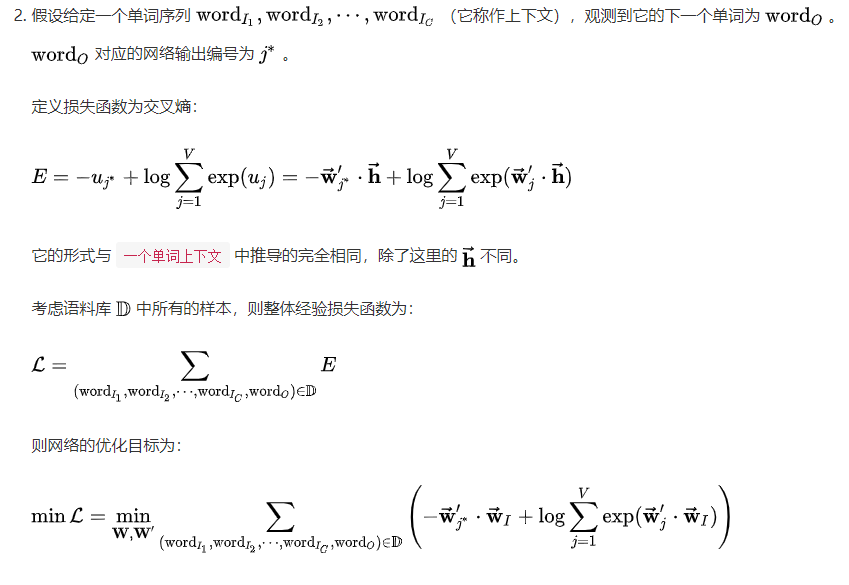 2. 假设给定一个单词序列 $\text{word}_{I_1}, \text{word}_{I_2}, \cdots, \text{word}_{I_C}$ （它称作上下文），观测到它的下一个单词为 $\text{word}_O$ 。
$\text{word}_O$ 对应的网络输出编号为 $j^*$ 。
定义损失函数为交叉熵：
$E = -u_{j^*} + \log \sum_{j=1}^{V} \exp(u_j) = -\vec{\mathbf{w}}'_{j^*} \cdot \vec{\mathbf{h}} + \log \sum_{j=1}^{V} \exp(\vec{\mathbf{w}}'_j \cdot \vec{\mathbf{h}})$
它的形式与 一个单词上下文 中推导的完全相同，除了这里的 $\vec{\mathbf{h}}$ 不同。
考虑语料库 $\mathbb{D}$ 中所有的样本，则整体经验损失函数为：
$\mathcal{L} = \sum_{(\text{word}_{I_1}, \text{word}_{I_2}, \cdots, \text{word}_{I_C}, \text{word}_O) \in \mathbb{D}} E$
则网络的优化目标为：
$\min \mathcal{L} = \min_{\mathbf{W}, \mathbf{W}'} \sum_{(\text{word}_{I_1}, \text{word}_{I_2}, \cdots, \text{word}_{I_C}, \text{word}_O) \in \mathbb{D}} \left( -\vec{\mathbf{w}}'_{j^*} \cdot \vec{\mathbf{w}}_I + \log \sum_{j=1}^{V} \exp(\vec{\mathbf{w}}'_j \cdot \vec{\mathbf{w}}_I) \right)$